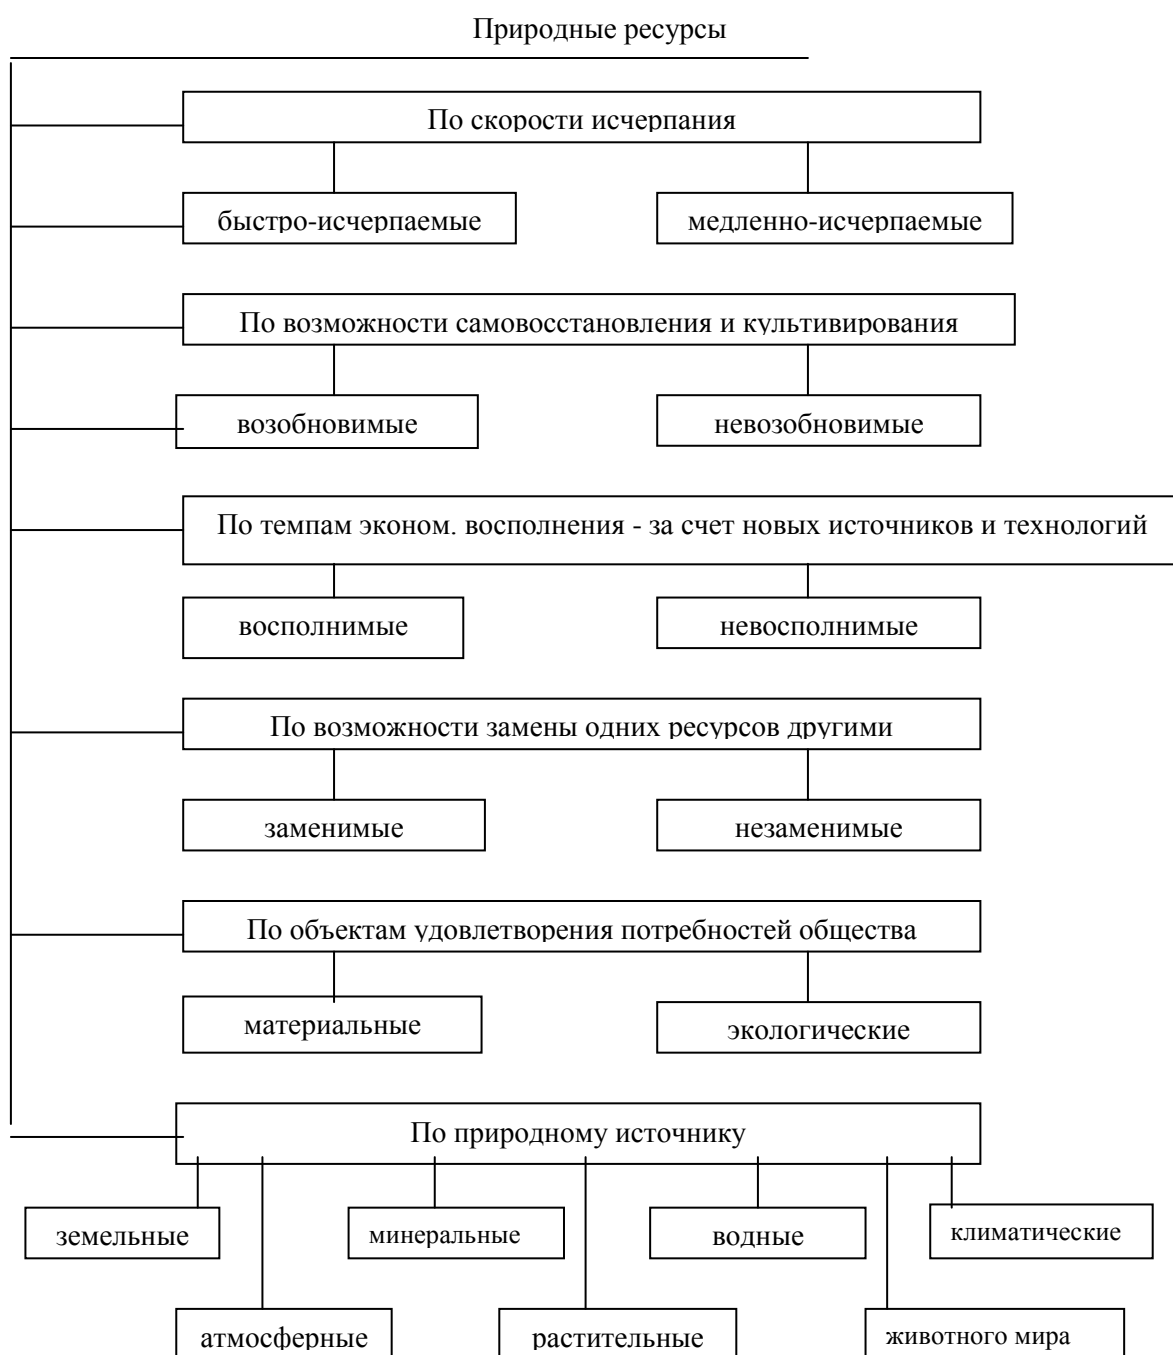 Природные ресурсы
По скорости исчерпания
быстро-исчерпаемые
медленно-исчерпаемые
По возможности самовосстановления и культивирования
возобновимые
невозобновимые
По темпам эконом. восполнения - за счет новых источников и технологий
восполнимые
невосполнимые
По возможности замены одних ресурсов другими
заменимые
незаменимые
По объектам удовлетворения потребностей общества
материальные
экологические
По природному источнику
земельные
минеральные
водные
климатические
атмосферные
растительные
животного мира